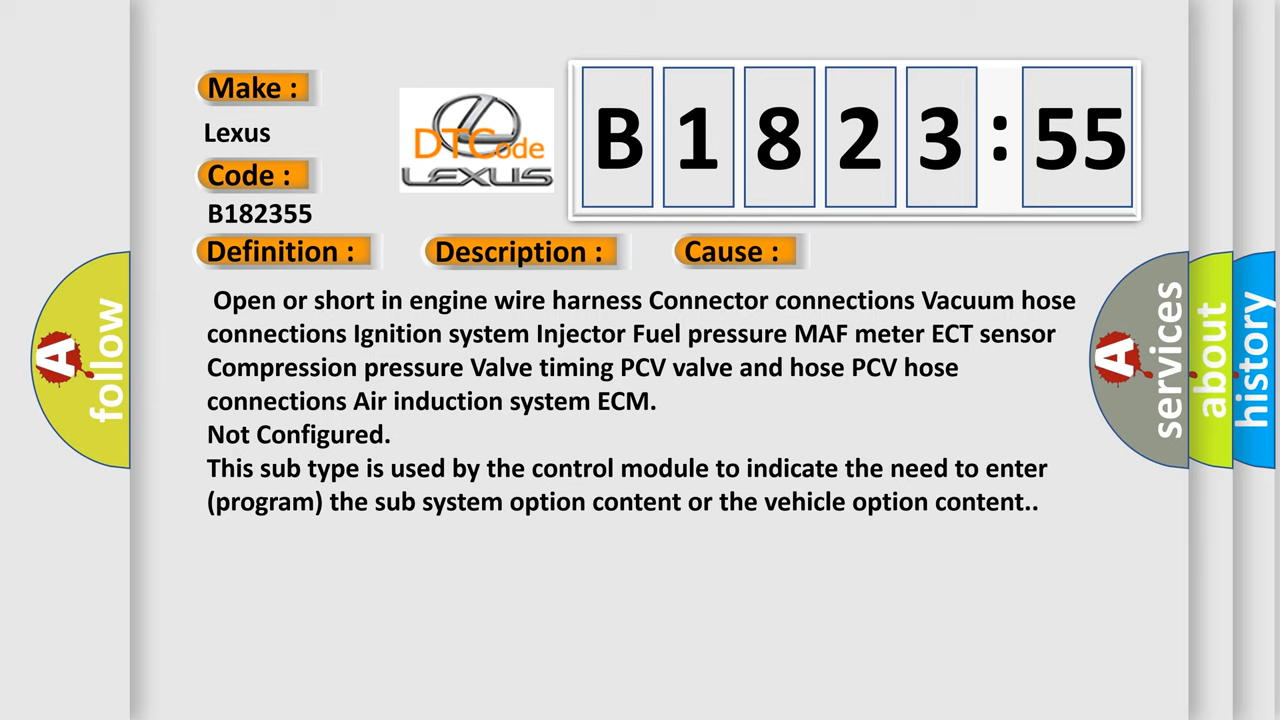 Make :
Lexus
Code :
B182355
DTCode
LEXUS
B 1 8 2 3 : 55
Definition :
Description :
Cause :
Open or short in engine wire harness Connector connections Vacuum hose
connections Ignition system Injector Fuel pressure MAF meter ECT sensor
Compression pressure Valve timing PCV valve and hose PCV hose
connections Air induction system ECM.
Not Configured.
This sub type is used by the control module to indicate the need to enter
(program) the sub system option content or the vehicle option content..
A
follow
A
services
about
history